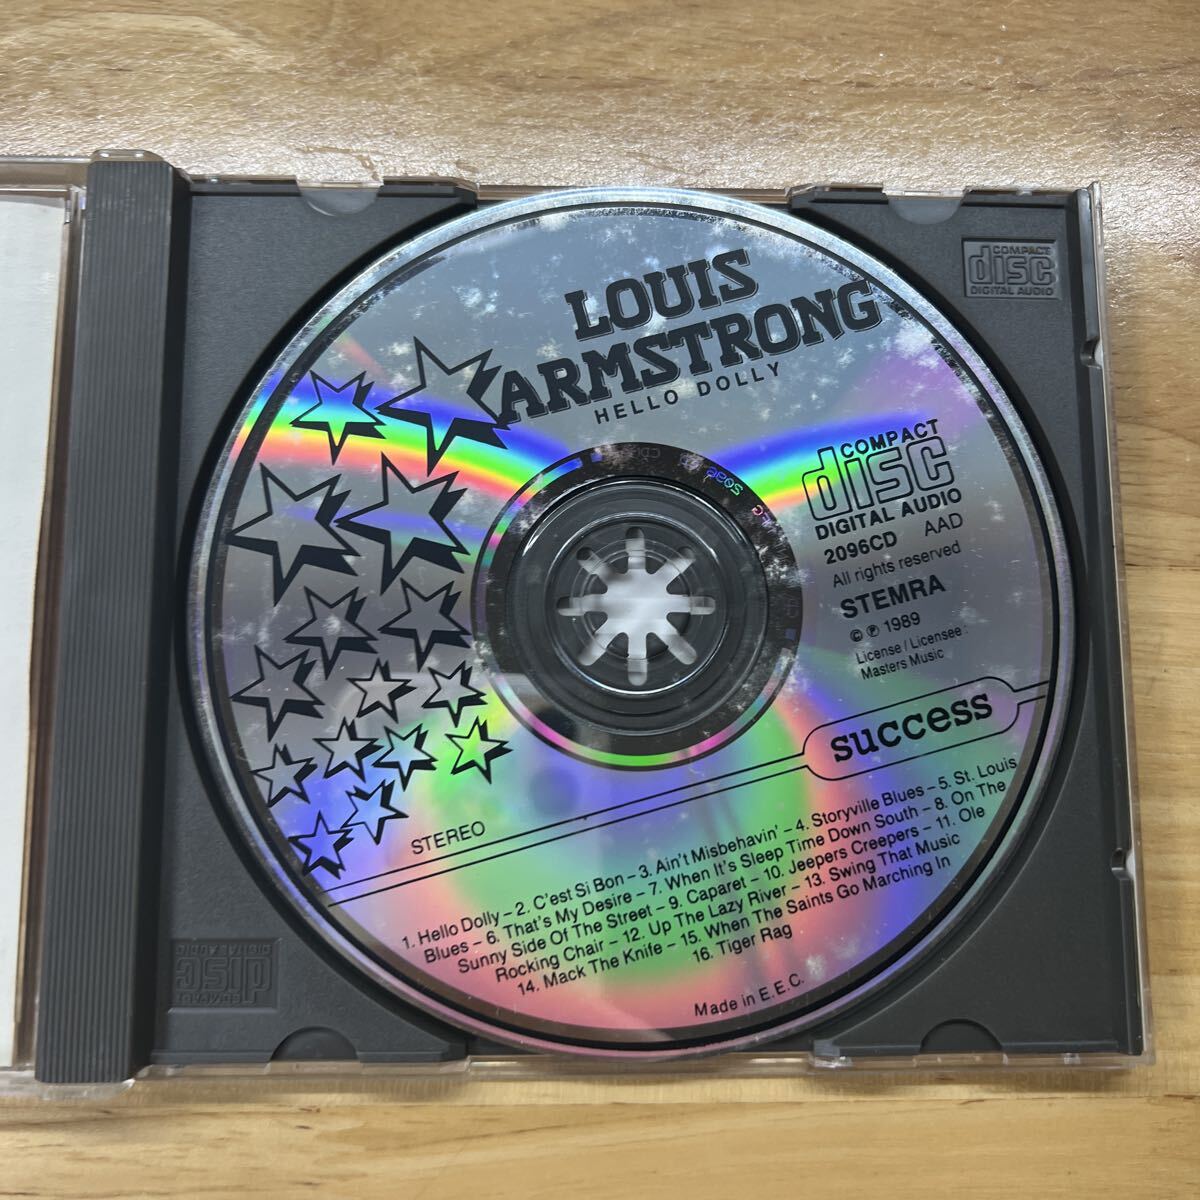 LOUIS
ARMSTRONG
HELLO DOLLY
COMPACT
disc
DIGITAL AUDIO
2096CD AAD
All rights reserved
STEMRA
© ℗ 1989
License / Licensee :
Masters Music
success
STEREO
1. Hello Dolly – 2. C'est Si Bon – 3. Ain't Misbehavin' – 4. Storyville Blues – 5. St. Louis
Blues – 6. That's My Desire – 7. When It's Sleep Time Down South – 8. On The
Sunny Side Of The Street – 9. Caparet – 10. Jeepers Creepers – 11. Ole
Rocking Chair – 12. Up The Lazy River – 13. Swing That Music
14. Mack The Knife – 15. When The Saints Go Marching In
16. Tiger Rag
Made in E.E.C.
COMPACT
disc
DIGITAL AUDIO
COMPACT
disc
DIGITAL AUDIO